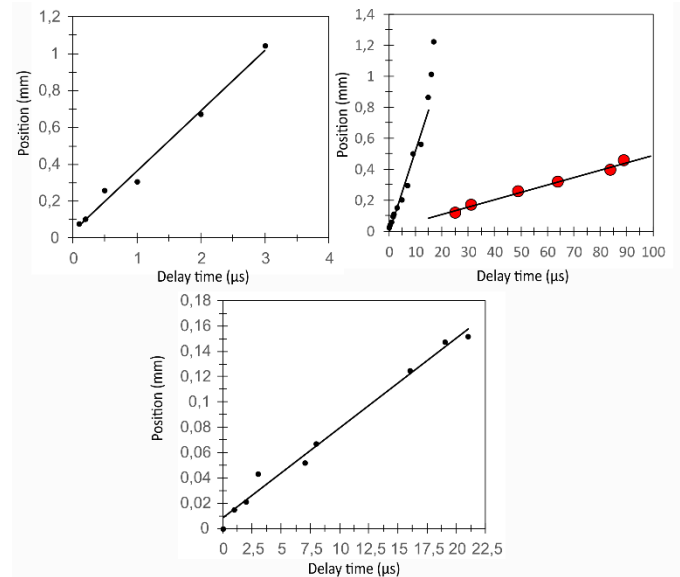 1,2
1
0,8
0,6
0,4
0,2
0
Position (mm)
0 1 2 3 4
Delay time (µs)
1,4
1,2
1
0,8
0,6
0,4
0,2
0
Position (mm)
0 10 20 30 40 50 60 70 80 90 100
Delay time (µs)
0,18
0,16
0,14
0,12
0,1
0,08
0,06
0,04
0,02
0
Position (mm)
0 2,5 5 7,5 10 12,5 15 17,5 20 22,5
Delay time (µs)